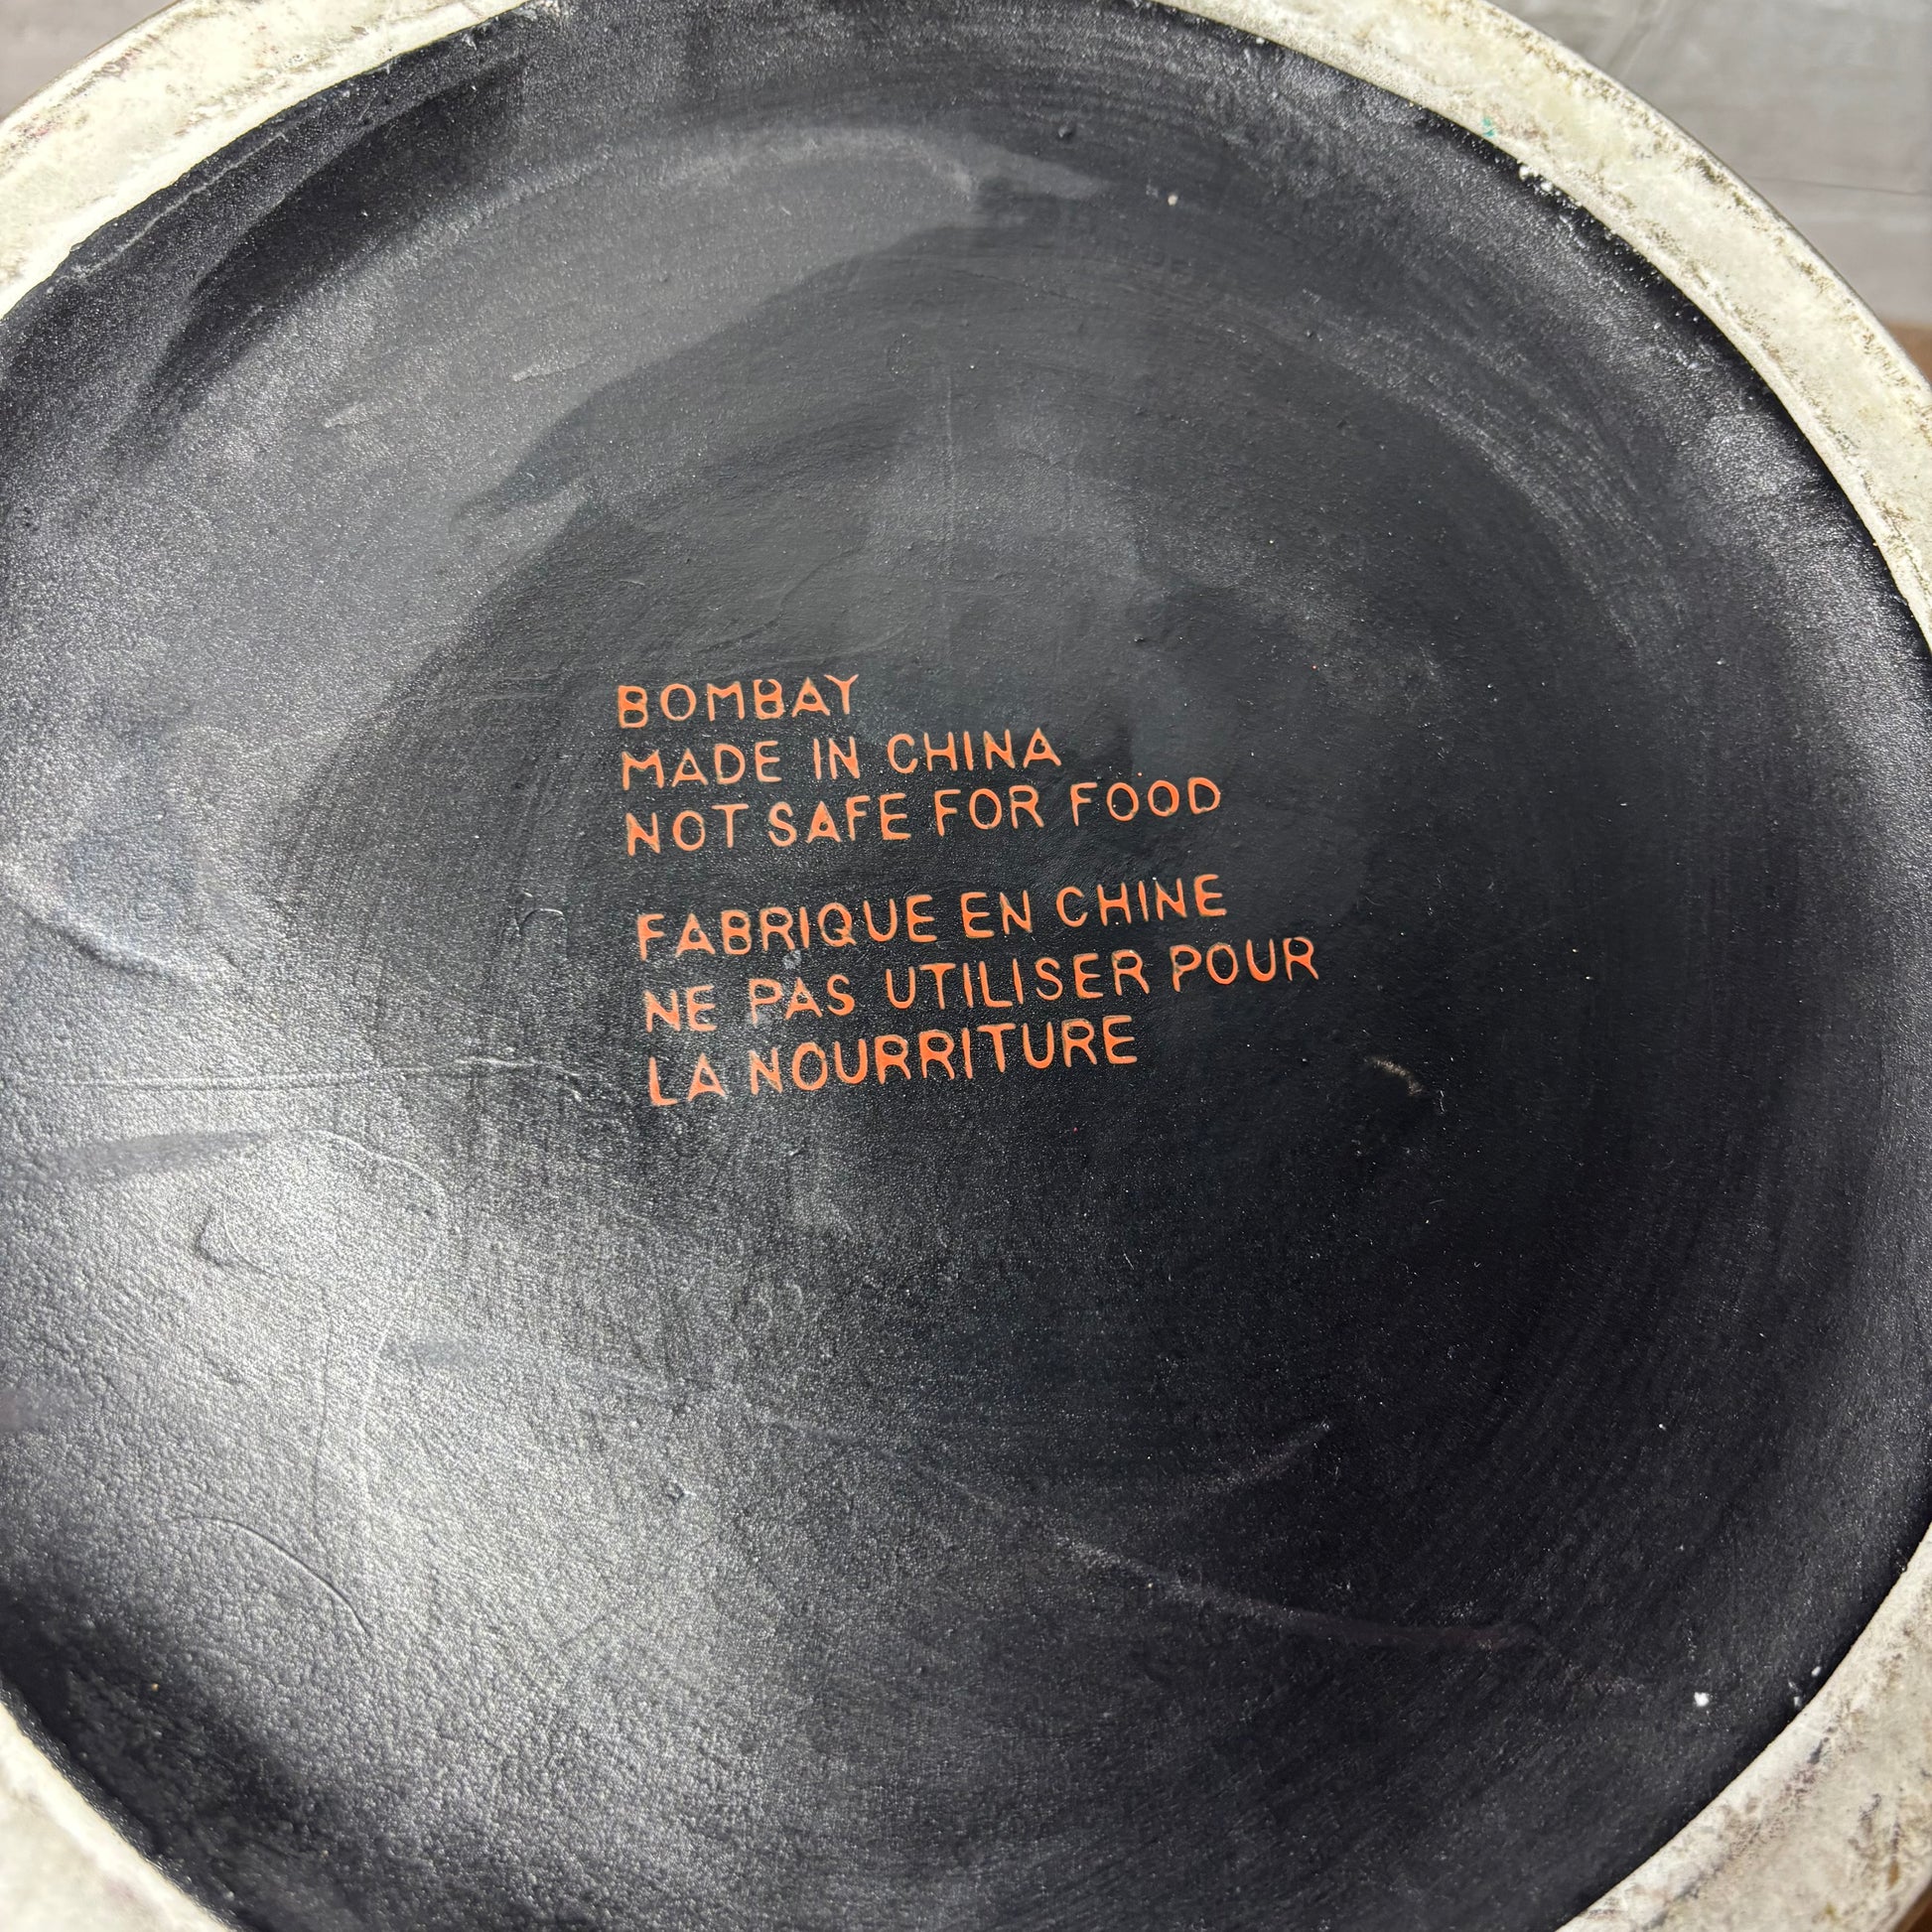 BOMBAY
MADE IN CHINA
NOT SAFE FOR FOOD
FABRIQUE EN CHINE
NE PAS UTILISER POUR
LA NOURRITURE